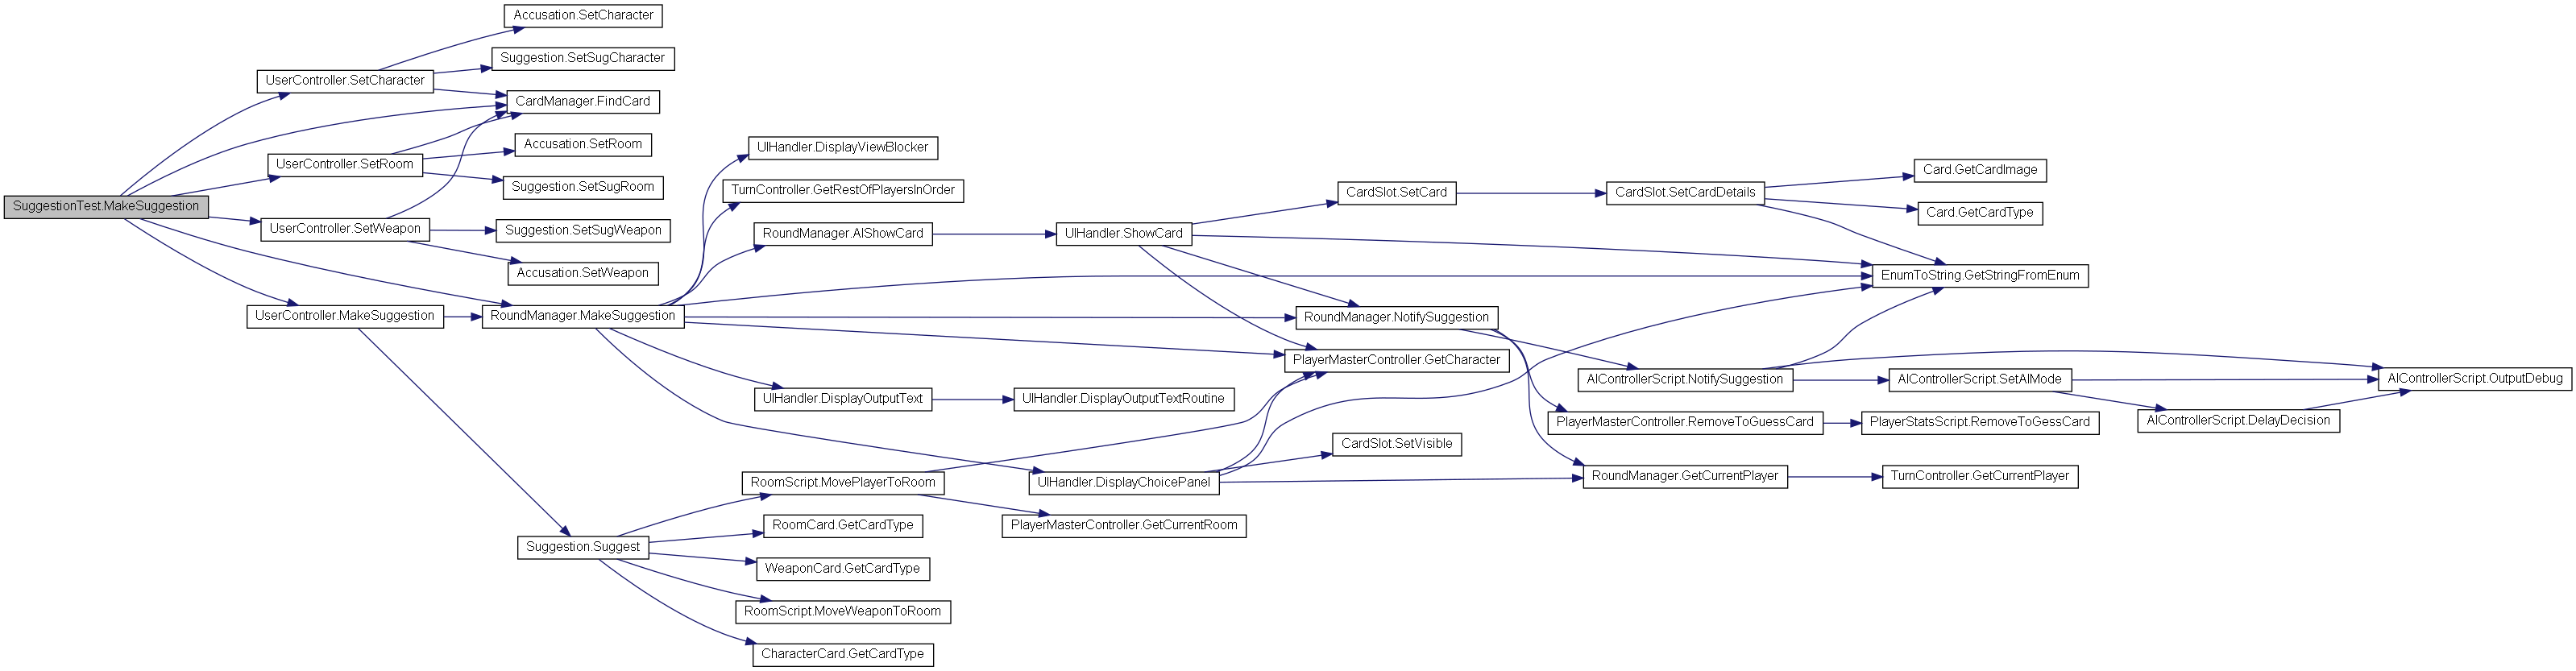 Accusation.SetCharacter
Suggestion.SetSugCharacter
UserController.SetCharacter
CardManager.FindCard
Accusation.SetRoom
UIHandler.DisplayViewBlocker
UserController.SetRoom
Card.GetCardImage
Suggestion.SetSugRoom
TurnController.GetRestOfPlayersInOrder
CardSlot.SetCard
CardSlot.SetCardDetails
SuggestionTest.MakeSuggestion
Card.GetCardType
UserController.SetWeapon
Suggestion.SetSugWeapon
RoundManager.AIShowCard
UIHandler.ShowCard
Accusation.SetWeapon
EnumToString.GetStringFromEnum
UserController.MakeSuggestion
RoundManager.MakeSuggestion
RoundManager.NotifySuggestion
PlayerMasterController.GetCharacter
AIControllerScript.NotifySuggestion
AIControllerScript.SetAIMode
AIControllerScript.OutputDebug
UIHandler.DisplayOutputText
UIHandler.DisplayOutputTextRoutine
PlayerMasterController.RemoveToGuessCard
PlayerStatsScript.RemoveToGessCard
AIControllerScript.DelayDecision
CardSlot.SetVisible
RoomScript.MovePlayerToRoom
UIHandler.DisplayChoicePanel
RoundManager.GetCurrentPlayer
TurnController.GetCurrentPlayer
RoomCard.GetCardType
PlayerMasterController.GetCurrentRoom
Suggestion.Suggest
WeaponCard.GetCardType
RoomScript.MoveWeaponToRoom
CharacterCard.GetCardType